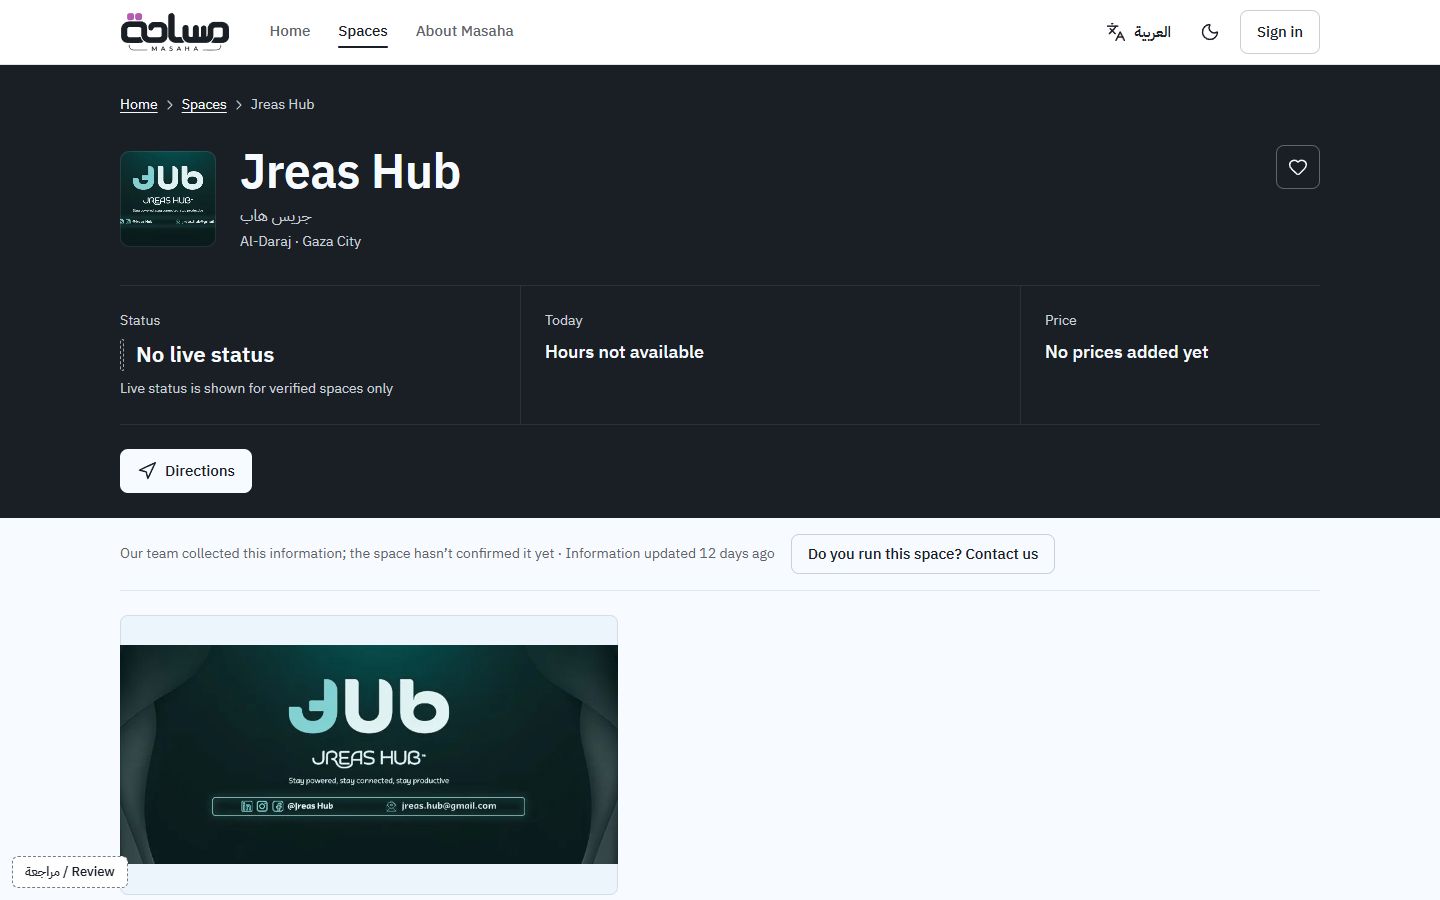 مساحة
MASAHA
Home
Spaces
About Masaha
العربية
Sign in
Home > Spaces > Jreas Hub
JUb
JREAS HUB
Jreas Hub
جريس هاب
Al-Daraj · Gaza City
Status
No live status
Live status is shown for verified spaces only
Today
Hours not available
Price
No prices added yet
Directions
Our team collected this information; the space hasn’t confirmed it yet · Information updated 12 days ago
Do you run this space? Contact us
JUb
JREAS HUB
Stay powered, stay connected, stay productive
@Jreas Hub
jreas.hub@gmail.com
مراجعة / Review